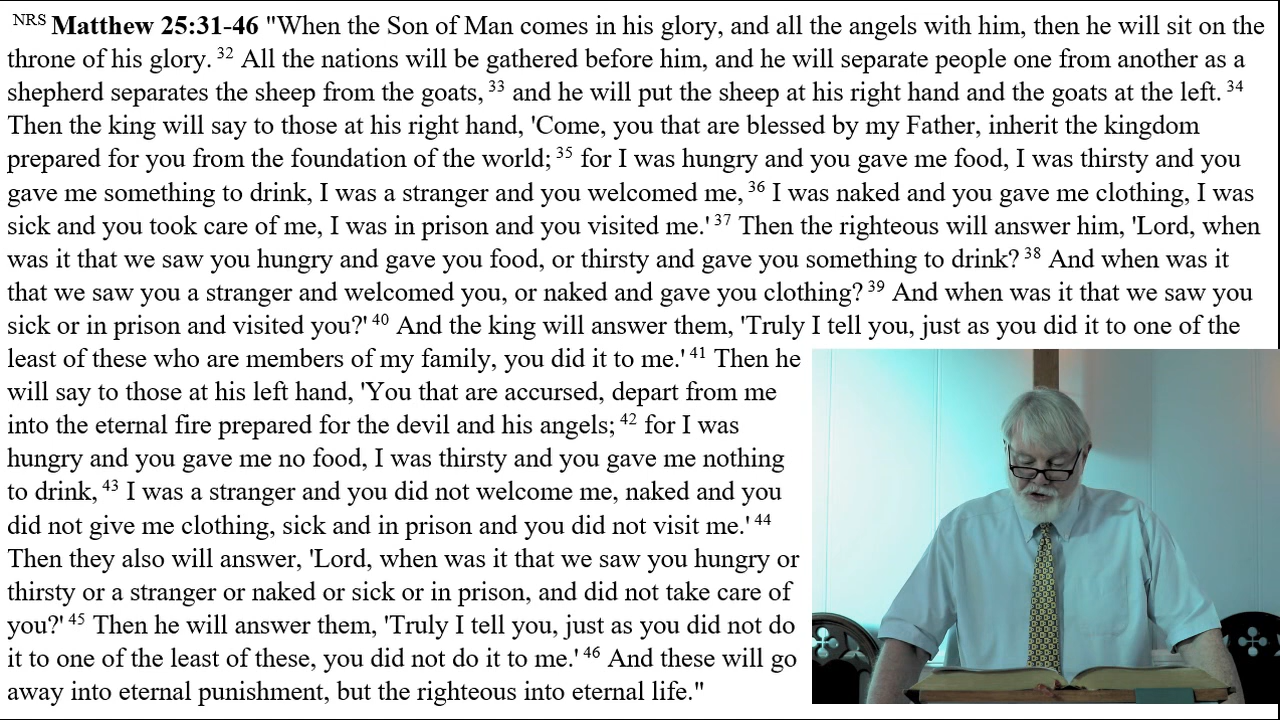 NRS Matthew 25:31-46 "When the Son of Man comes in his glory, and all the angels with him, then he will sit on the
throne of his glory. 32 All the nations will be gathered before him, and he will separate people one from another as a
shepherd separates the sheep from the goats, 33 and he will put the sheep at his right hand and the goats at the left. 34
Then the king will say to those at his right hand, 'Come, you that are blessed by my Father, inherit the kingdom
prepared for you from the foundation of the world; 35 for I was hungry and you gave me food, I was thirsty and you
gave me something to drink, I was a stranger and you welcomed me, 36 I was naked and you gave me clothing, I was
sick and you took care of me, I was in prison and you visited me.' 37 Then the righteous will answer him, 'Lord, when
was it that we saw you hungry and gave you food, or thirsty and gave you something to drink? 38 And when was it
that we saw you a stranger and welcomed you, or naked and gave you clothing? 39 And when was it that we saw you
sick or in prison and visited you?' 40 And the king will answer them, 'Truly I tell you, just as you did it to one of the
least of these who are members of my family, you did it to me.' 41 Then he
will say to those at his left hand, 'You that are accursed, depart from me
into the eternal fire prepared for the devil and his angels; 42 for I was
hungry and you gave me no food, I was thirsty and you gave me nothing
to drink, 43 I was a stranger and you did not welcome me, naked and you
did not give me clothing, sick and in prison and you did not visit me.' 44
Then they also will answer, 'Lord, when was it that we saw you hungry or
thirsty or a stranger or naked or sick or in prison, and did not take care of
you?' 45 Then he will answer them, 'Truly I tell you, just as you did not do
it to one of the least of these, you did not do it to me.' 46 And these will go
away into eternal punishment, but the righteous into eternal life."